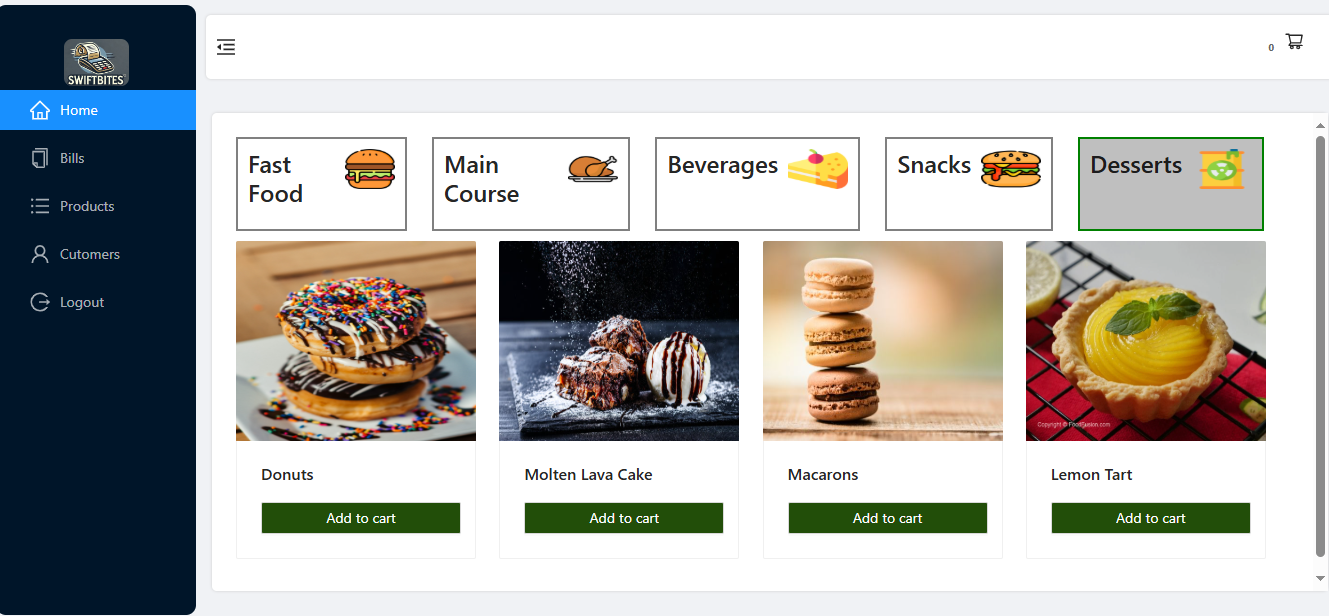 SWIFTBITES
Home
Bills
Products
Cutomers
Logout
0
Fast
Food
Main
Course
Beverages
Snacks
Desserts
Copyright © FoodFusion.com
Donuts
Molten Lava Cake
Macarons
Lemon Tart
Add to cart
Add to cart
Add to cart
Add to cart